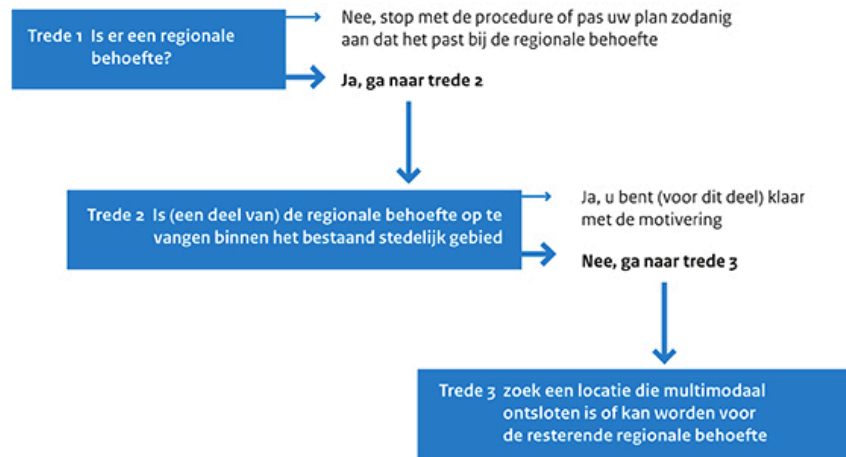 Trede 1 Is er een regionale
behoefte?
Nee, stop met de procedure of pas uw plan zodanig
aan dat het past bij de regionale behoefte
Ja, ga naar trede 2
Trede 2 Is (een deel van) de regionale behoefte op te
vangen binnen het bestaand stedelijk gebied
Ja, u bent (voor dit deel) klaar
met de motivering
Nee, ga naar trede 3
Trede 3 zoek een locatie die multimodaal
ontsloten is of kan worden voor
de resterende regionale behoefte